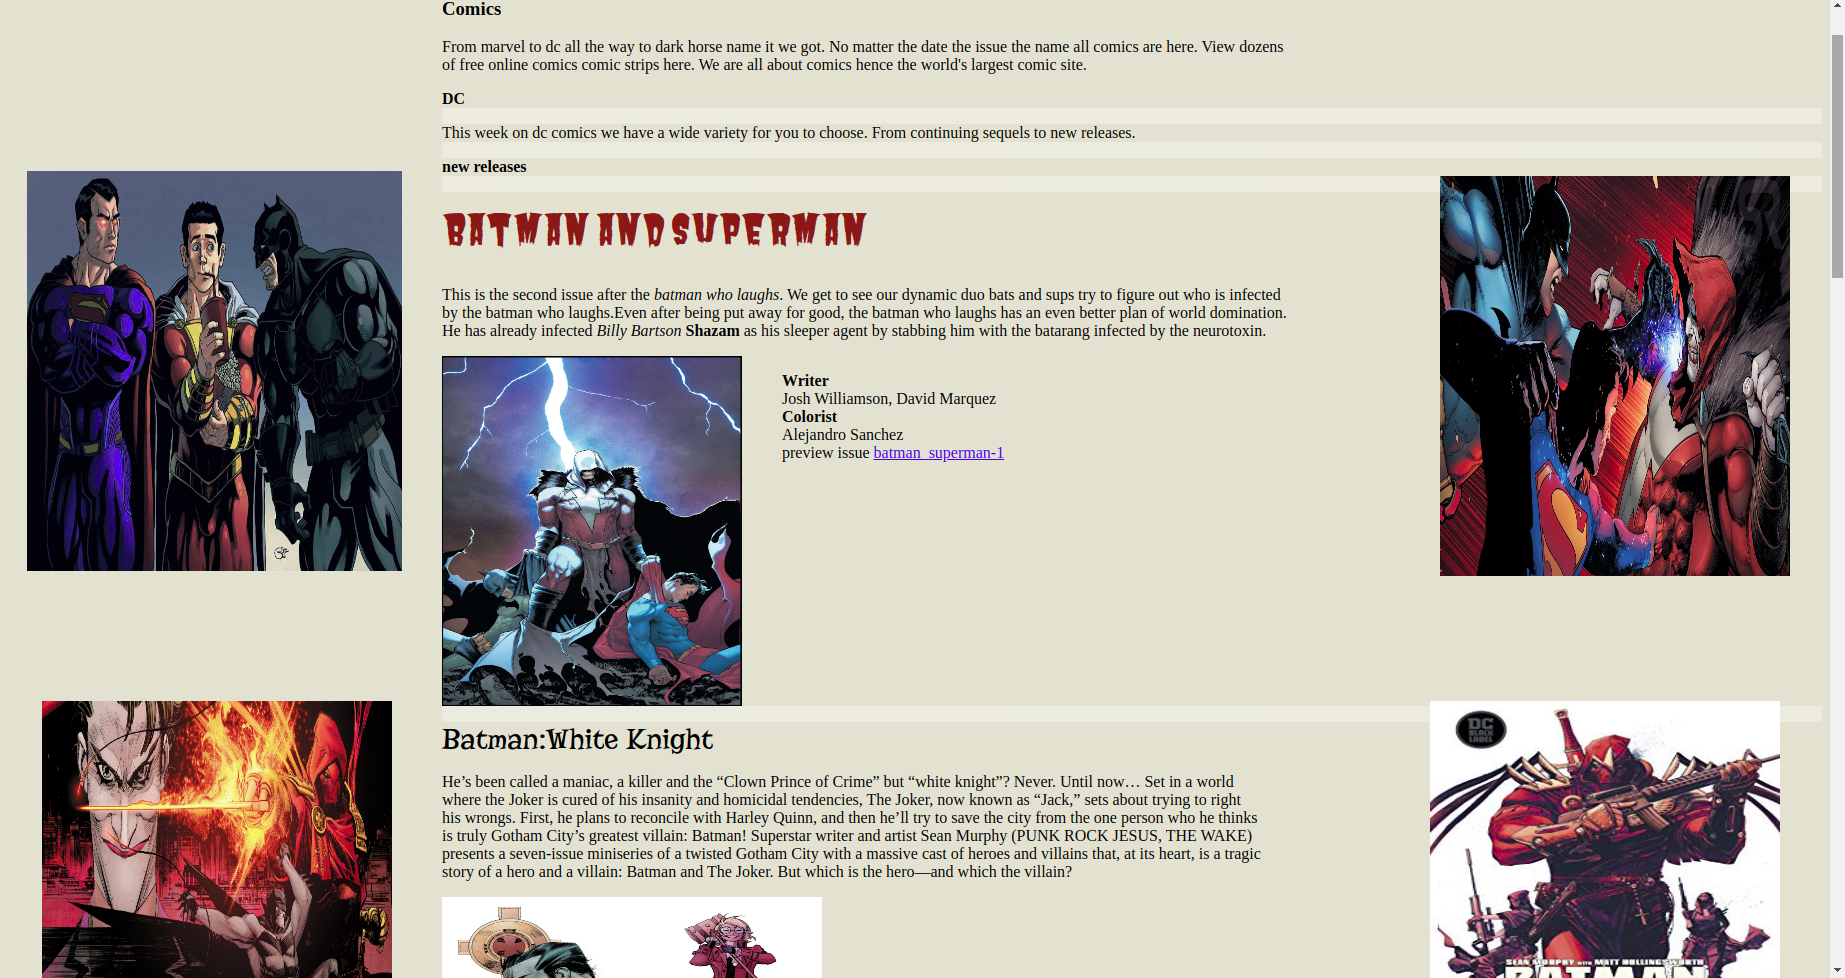 Comics
From marvel to dc all the way to dark horse name it we got. No matter the date the issue the name all comics are here. View dozens
of free online comics comic strips here. We are all about comics hence the world's largest comic site.
DC
This week on dc comics we have a wide variety for you to choose. From continuing sequels to new releases.
new releases
BATMAN AND SUPERMAN
This is the second issue after the batman who laughs. We get to see our dynamic duo bats and sups try to figure out who is infected
by the batman who laughs.Even after being put away for good, the batman who laughs has an even better plan of world domination.
He has already infected Billy Bartson Shazam as his sleeper agent by stabbing him with the batarang infected by the neurotoxin.
Writer
Josh Williamson, David Marquez
Colorist
Alejandro Sanchez
preview issue batman_superman-1
Batman:White Knight
He’s been called a maniac, a killer and the “Clown Prince of Crime” but “white knight”? Never. Until now… Set in a world
where the Joker is cured of his insanity and homicidal tendencies, The Joker, now known as “Jack,” sets about trying to right
his wrongs. First, he plans to reconcile with Harley Quinn, and then he’ll try to save the city from the one person who he thinks
is truly Gotham City’s greatest villain: Batman! Superstar writer and artist Sean Murphy (PUNK ROCK JESUS, THE WAKE)
presents a seven-issue miniseries of a twisted Gotham City with a massive cast of heroes and villains that, at its heart, is a tragic
story of a hero and a villain: Batman and The Joker. But which is the hero—and which the villain?
DC
BLACK
LABEL
SEAN MURPHY WITH MATT HOLLINGSWORTH
BATMAN